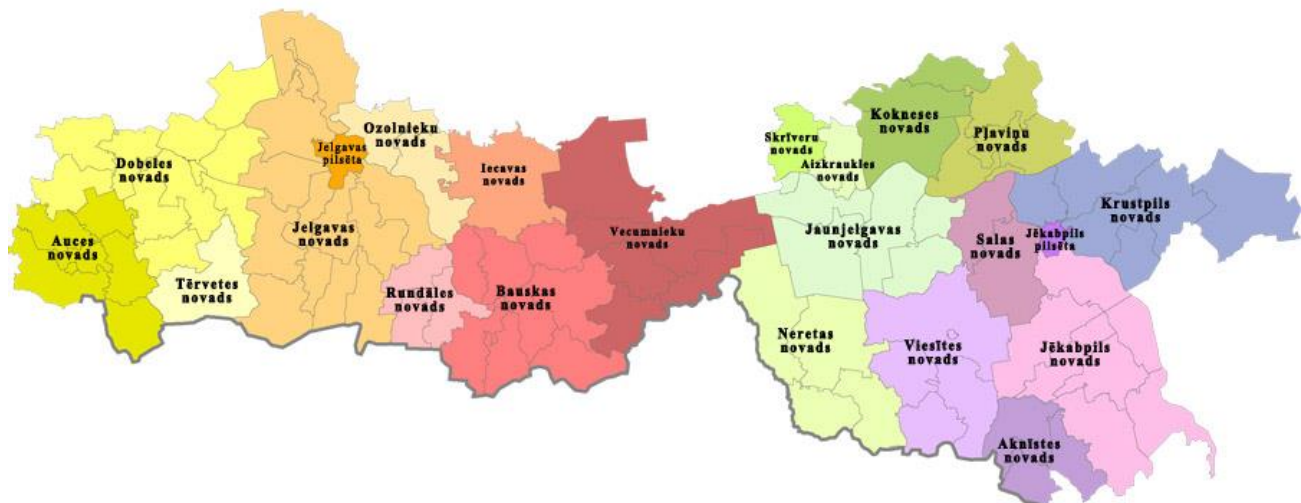 Dobeles
novads
Auces
novads
Tērvetes
novads
Jelgavas
pilsēta
Ozolnieku
novads
Jelgavas
novads
Iecavas
novads
Rundāles
novads
Bauskas
novads
Vecumnieku
novads
Skrīveru
novads
Aizkraukles
novads
Kokneses
novads
Pļaviņu
novads
Jaunjelgavas
novads
Salas
novads
Jēkabpils
pilsēta
Krustpils
novads
Neretas
novads
Viesītes
novads
Jēkabpils
novads
Aknīstes
novads